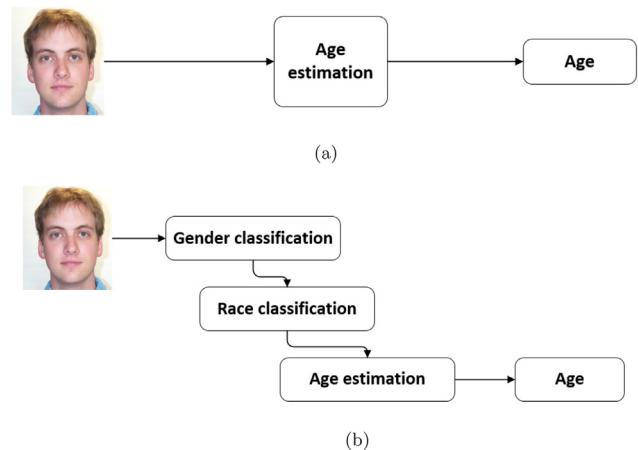 Age
estimation
Age
(a)
Gender classification
Race classification
Age estimation
Age
(b)